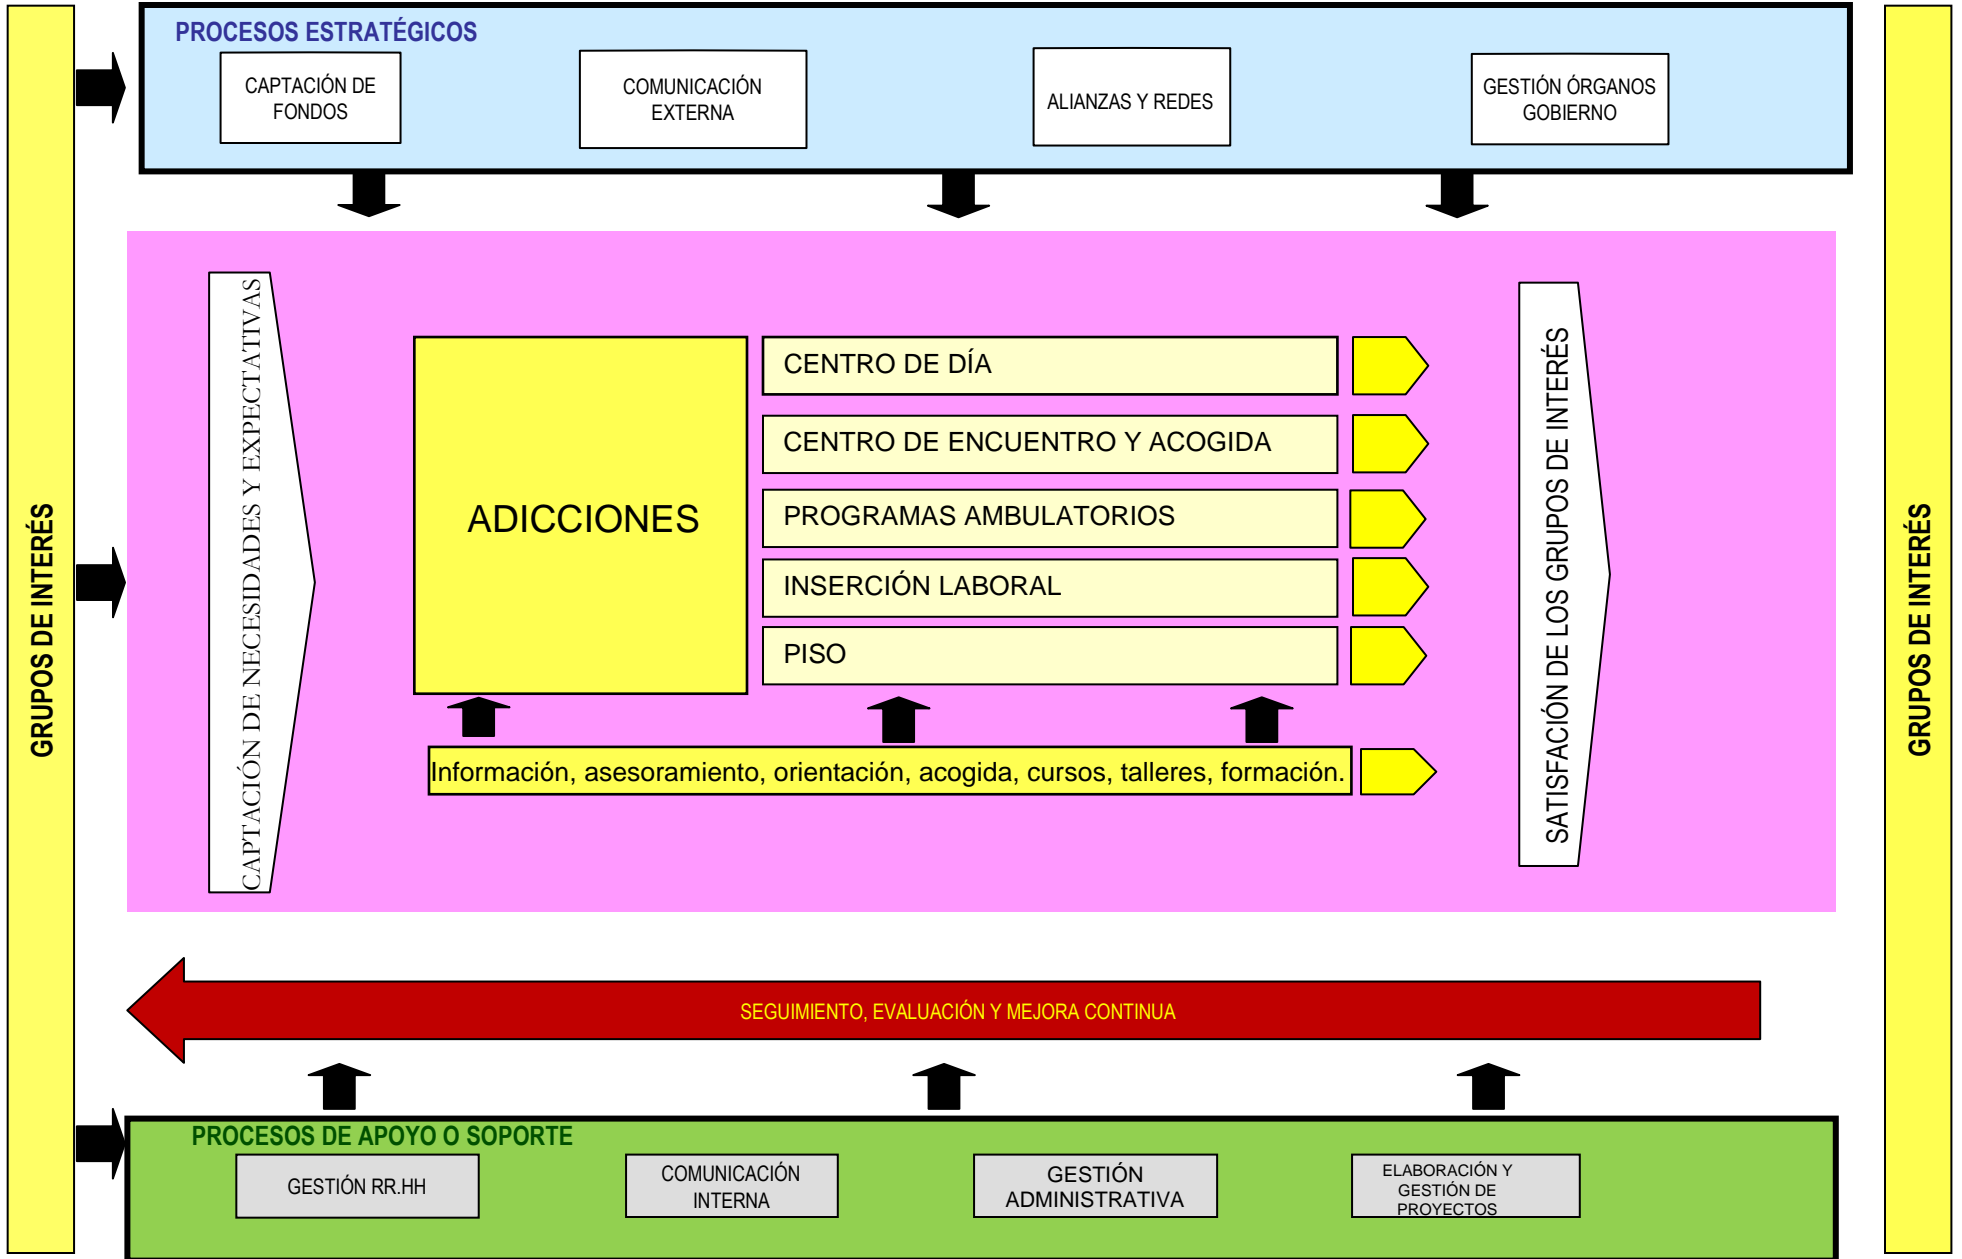 PROCESOS ESTRATÉGICOS
CAPTACIÓN DE
FONDOS
COMUNICACIÓN
EXTERNA
ALIANZAS Y REDES
GESTIÓN ÓRGANOS
GOBIERNO
GRUPOS DE INTERÉS
CAPTACIÓN DE NECESIDADES Y EXPECTATIVAS
ADICCIONES
CENTRO DE DÍA
CENTRO DE ENCUENTRO Y ACOGIDA
PROGRAMAS AMBULATORIOS
INSERCIÓN LABORAL
PISO
Información, asesoramiento, orientación, acogida, cursos, talleres, formación.
SATISFACIÓN DE LOS GRUPOS DE INTERÉS
GRUPOS DE INTERÉS
SEGUIMIENTO, EVALUACIÓN Y MEJORA CONTINUA
PROCESOS DE APOYO O SOPORTE
GESTIÓN RR.HH
COMUNICACIÓN
INTERNA
GESTIÓN
ADMINISTRATIVA
ELABORACIÓN Y
GESTIÓN DE
PROYECTOS